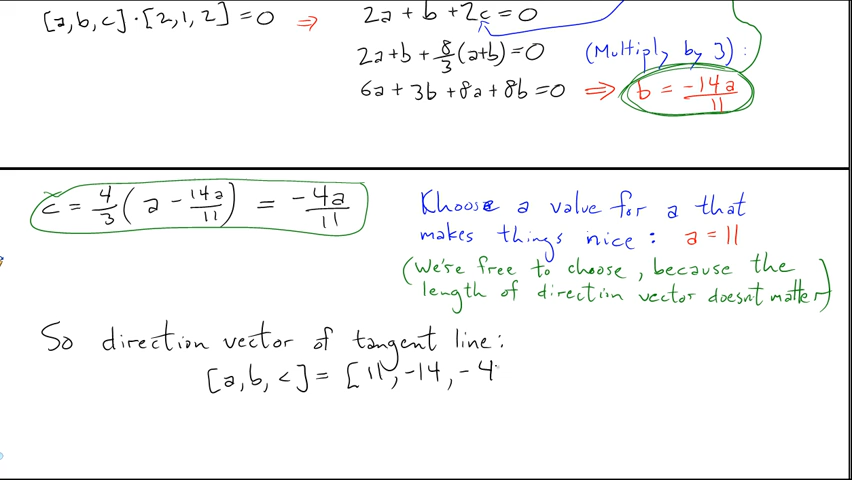 [a,b,c]·[2,1,2]=0 ⇒ 2a+b+2c=0
2a+b+8/3(a+b)=0 (Multiply by 3):
6a+3b+8a+8b=0 ⇒ b = -14a/11
c = 4/3(a - 14a/11) = -4a/11
Khoose a value for a that
makes things nice: a=11
(We're free to choose, because the
length of direction vector doesn't matter)
So direction vector of tangent line:
[a,b,c]=[11,-14,-4